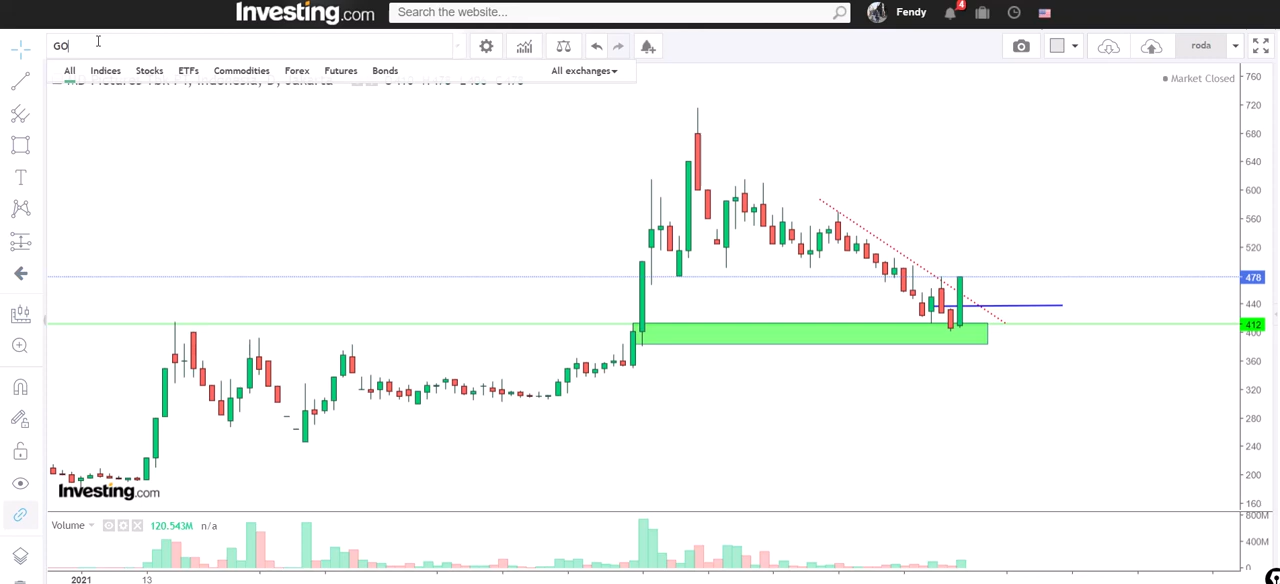 Investing.com
Search the website...
Fendy
4
GO
roda
All Indices Stocks ETFs Commodities Forex Futures Bonds All exchanges
Market Closed
760
720
680
640
600
560
520
478
440
412
400
360
320
280
240
200
160
Investing.com
Volume 120.543M n/a
800M
400M
0
2021 13